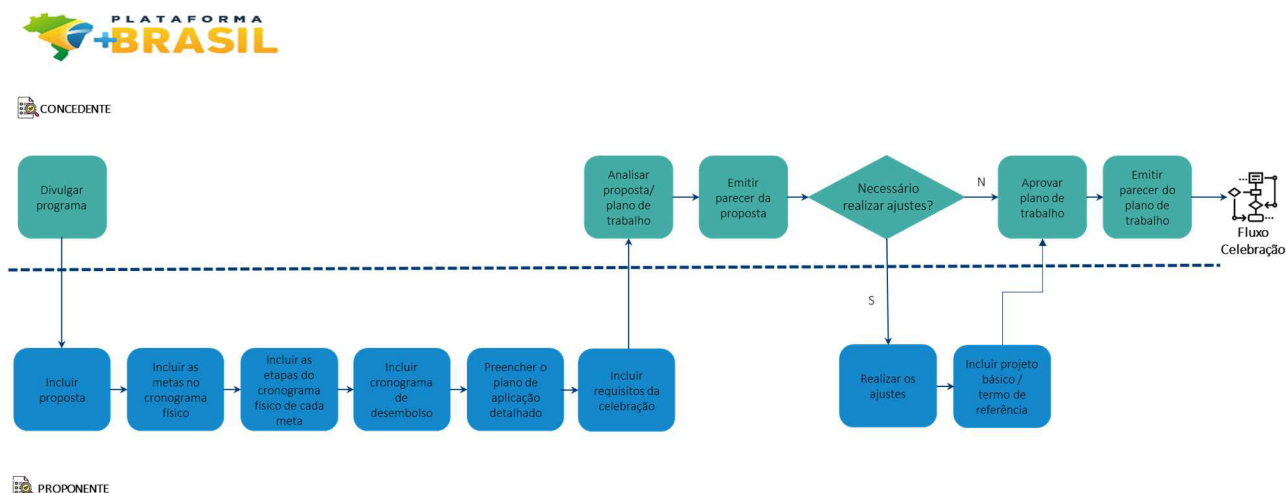 PLATAFORMA
+BRASIL
CONCEDENTE
Divulgar
programa
Analisar
proposta/
plano de
trabalho
Emitir
parecer da
proposta
Necessário
realizar ajustes?
N
Aprovar
plano de
trabalho
Emitir
parecer do
plano de
trabalho
Fluxo
Celebração
S
Incluir
proposta
Incluir as
metas no
cronograma
físico
Incluir as
etapas do
cronograma
físico de cada
meta
Incluir
cronograma
de
desembolso
Preencher o
plano de
aplicação
detalhado
Incluir
requisitos da
celebração
Realizar os
ajustes
Incluir projeto
básico /
termo de
referência
PROPONENTE